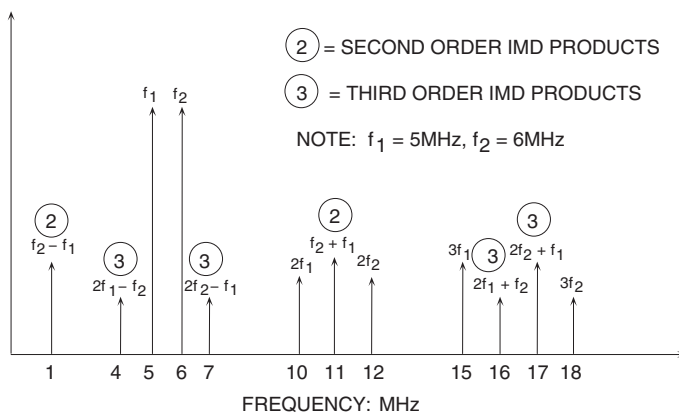 2 = SECOND ORDER IMD PRODUCTS
3 = THIRD ORDER IMD PRODUCTS
NOTE: f1 = 5MHz, f2 = 6MHz
f1 f2
2 3 3 2 3 3
f2 – f1 2f1 – f2 2f2 – f1 2f1 f2 + f1 2f2 3f1 2f1 + f2 2f2 + f1 3f2
1 4 5 6 7 10 11 12 15 16 17 18
FREQUENCY: MHz